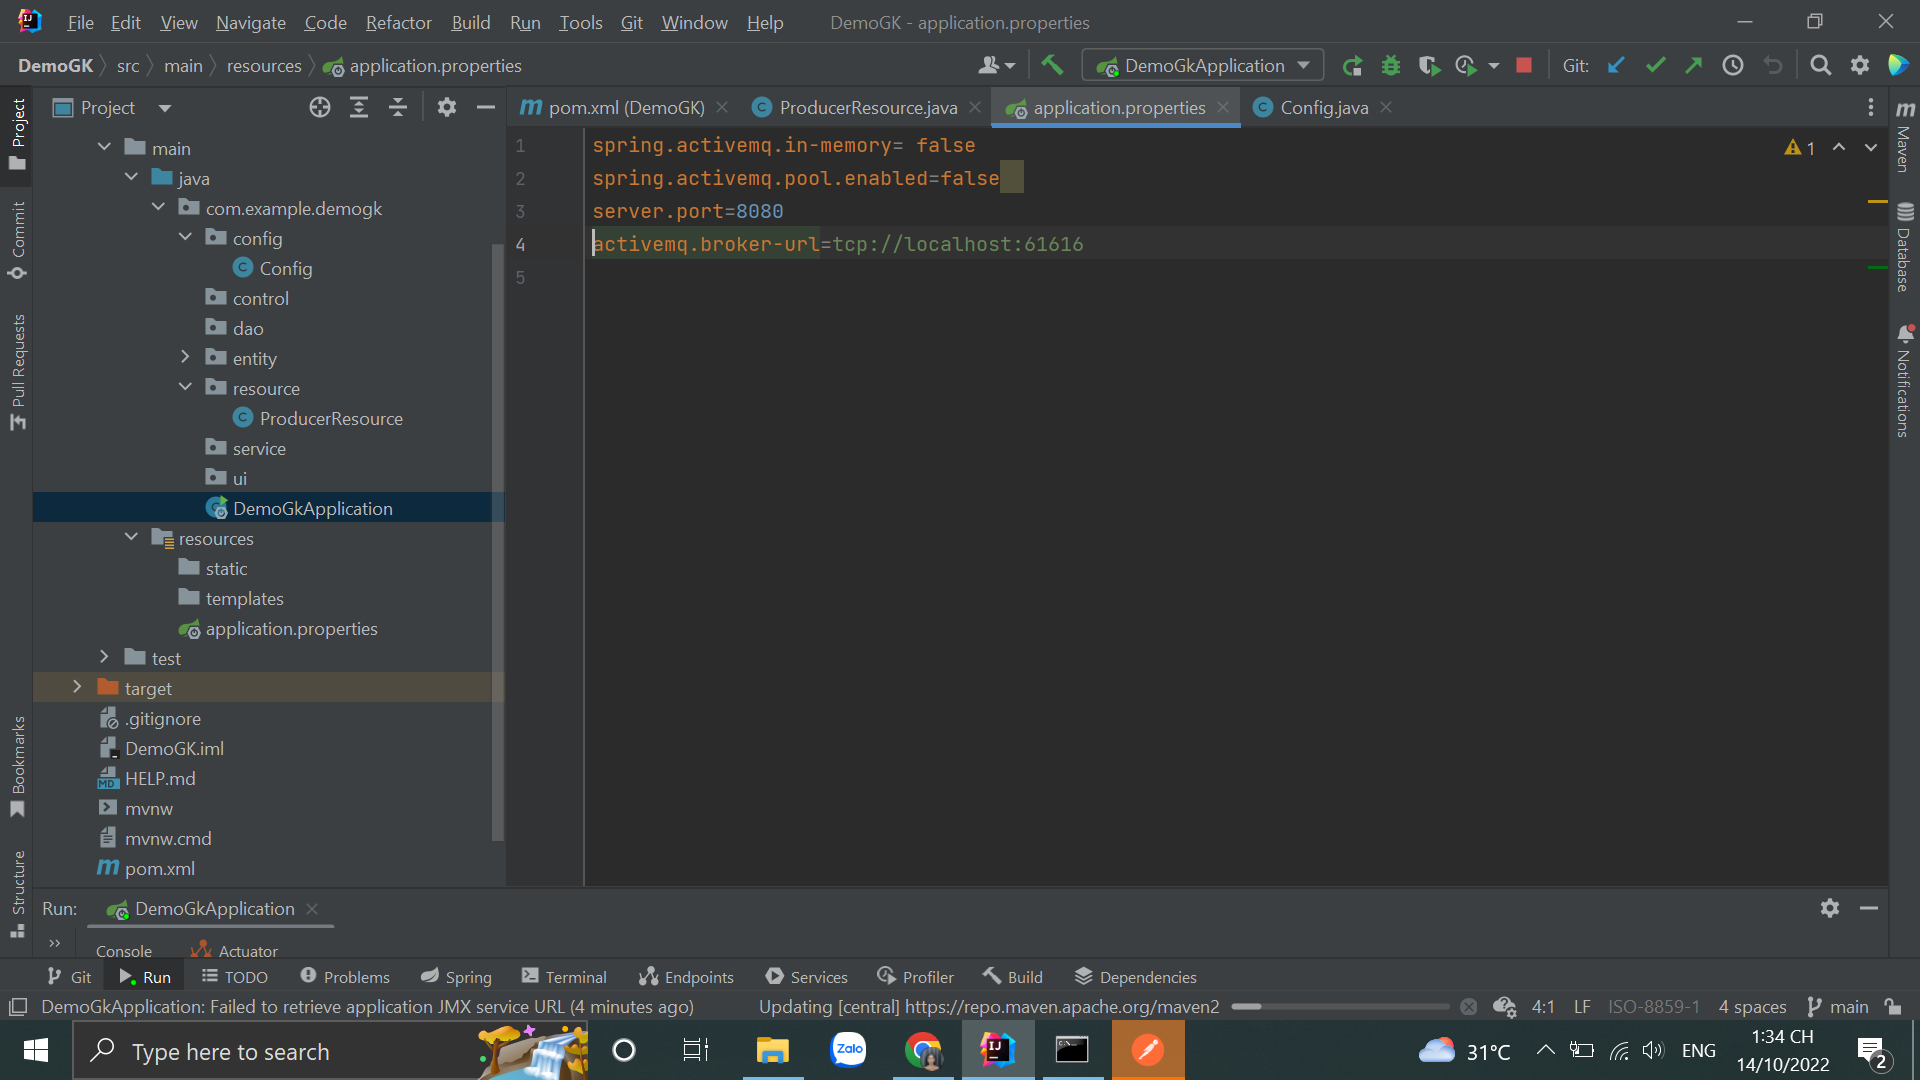 File Edit View Navigate Code Refactor Build Run Tools Git Window Help DemoGK - application.properties
DemoGK src main resources application.properties DemoGkApplication Git:
Project
pom.xml (DemoGK) ProducerResource.java application.properties Config.java
main
java
com.example.demogk
config
Config
control
dao
entity
resource
ProducerResource
service
ui
DemoGkApplication
resources
static
templates
application.properties
test
target
.gitignore
DemoGK.iml
HELP.md
mvnw
mvnw.cmd
pom.xml
1 spring.activemq.in-memory= false
2 spring.activemq.pool.enabled=false
3 server.port=8080
4 activemq.broker-url=tcp://localhost:61616
5
1
Project
Commit
Pull Requests
Bookmarks
Structure
Maven
Database
Notifications
Run: DemoGkApplication
Console Actuator
Git Run TODO Problems Spring Terminal Endpoints Services Profiler Build Dependencies
DemoGkApplication: Failed to retrieve application JMX service URL (4 minutes ago) Updating [central] https://repo.maven.apache.org/maven2 4:1 LF ISO-8859-1 4 spaces main
Type here to search
Zalo
31°C
ENG
1:34 CH
14/10/2022
2